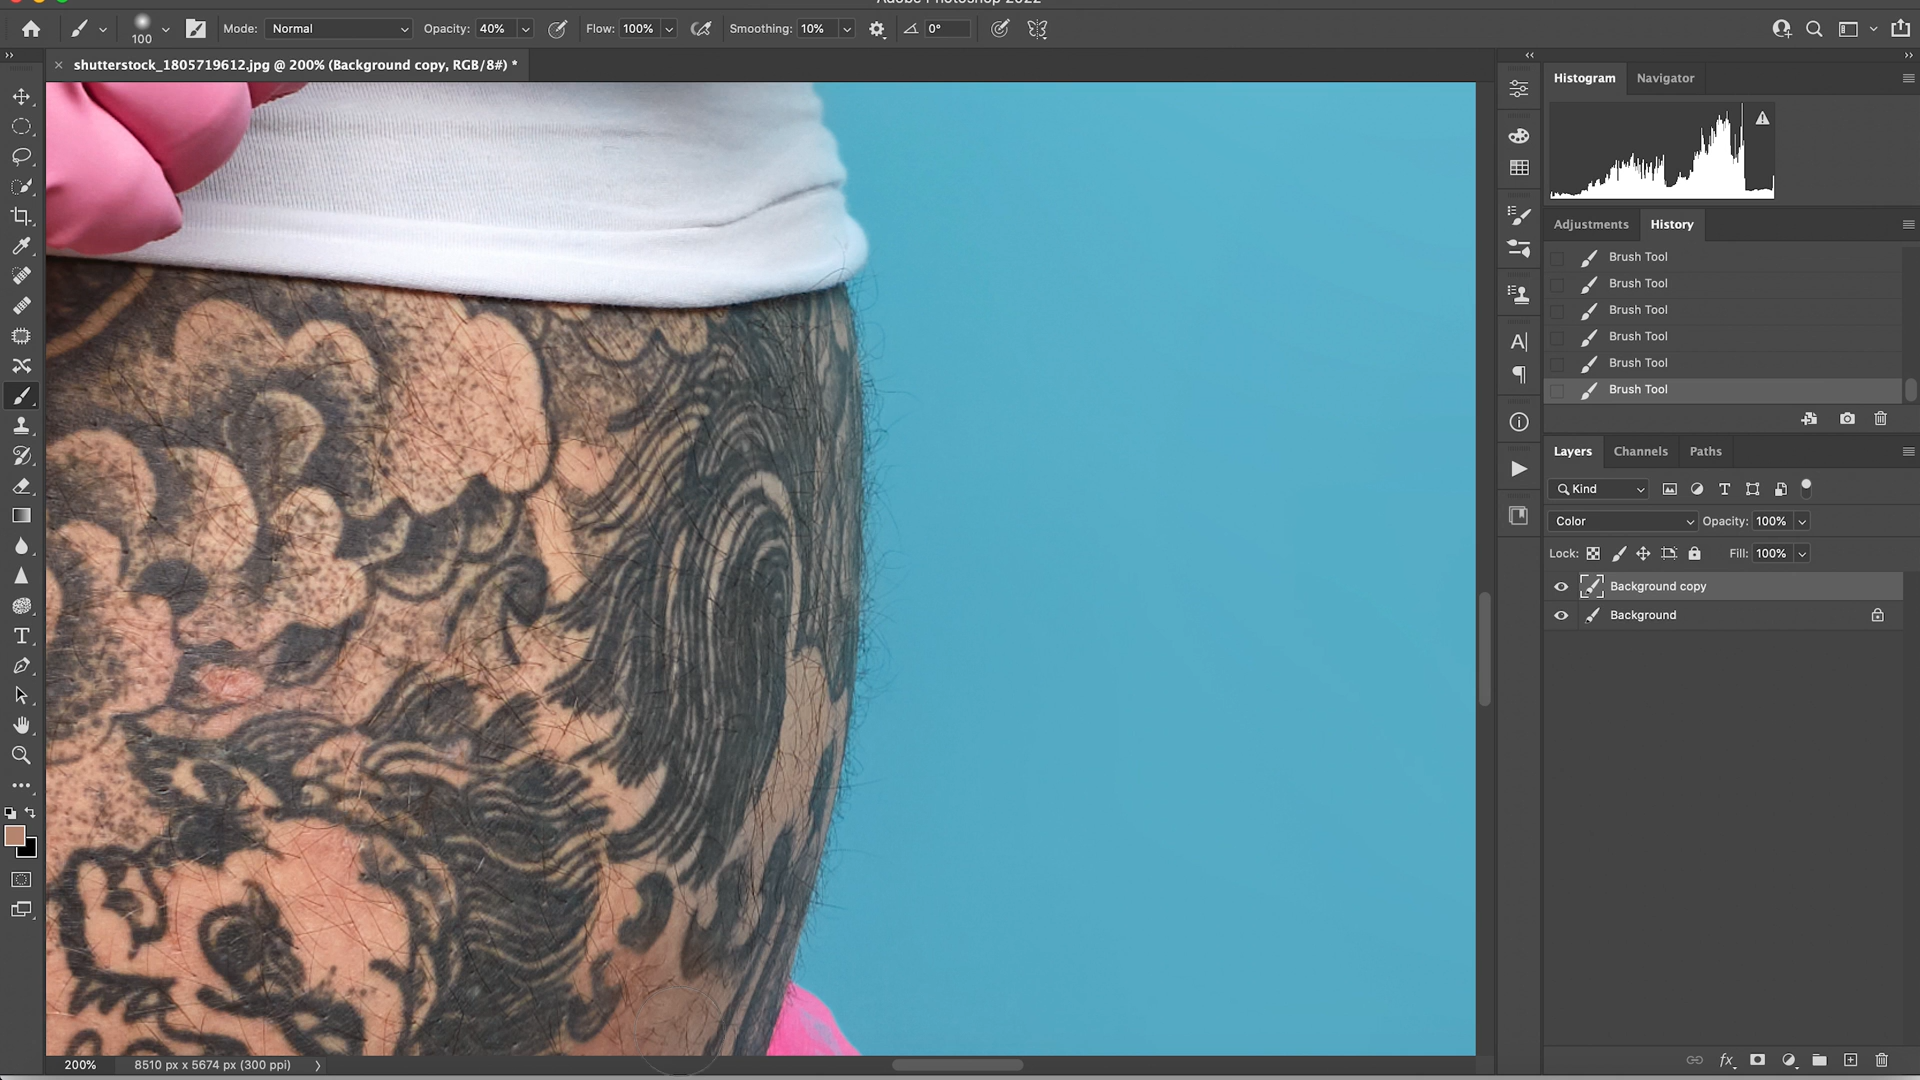 Adobe Photoshop 2022
100
Mode: Normal
Opacity: 40%
Flow: 100%
Smoothing: 10%
0°
shutterstock_1805719612.jpg @ 200% (Background copy, RGB/8#) *
Histogram
Navigator
Adjustments
History
Brush Tool
Brush Tool
Brush Tool
Brush Tool
Brush Tool
Brush Tool
Layers
Channels
Paths
Kind
Color
Opacity: 100%
Lock:
Fill: 100%
Background copy
Background
200%
8510 px x 5674 px (300 ppi)